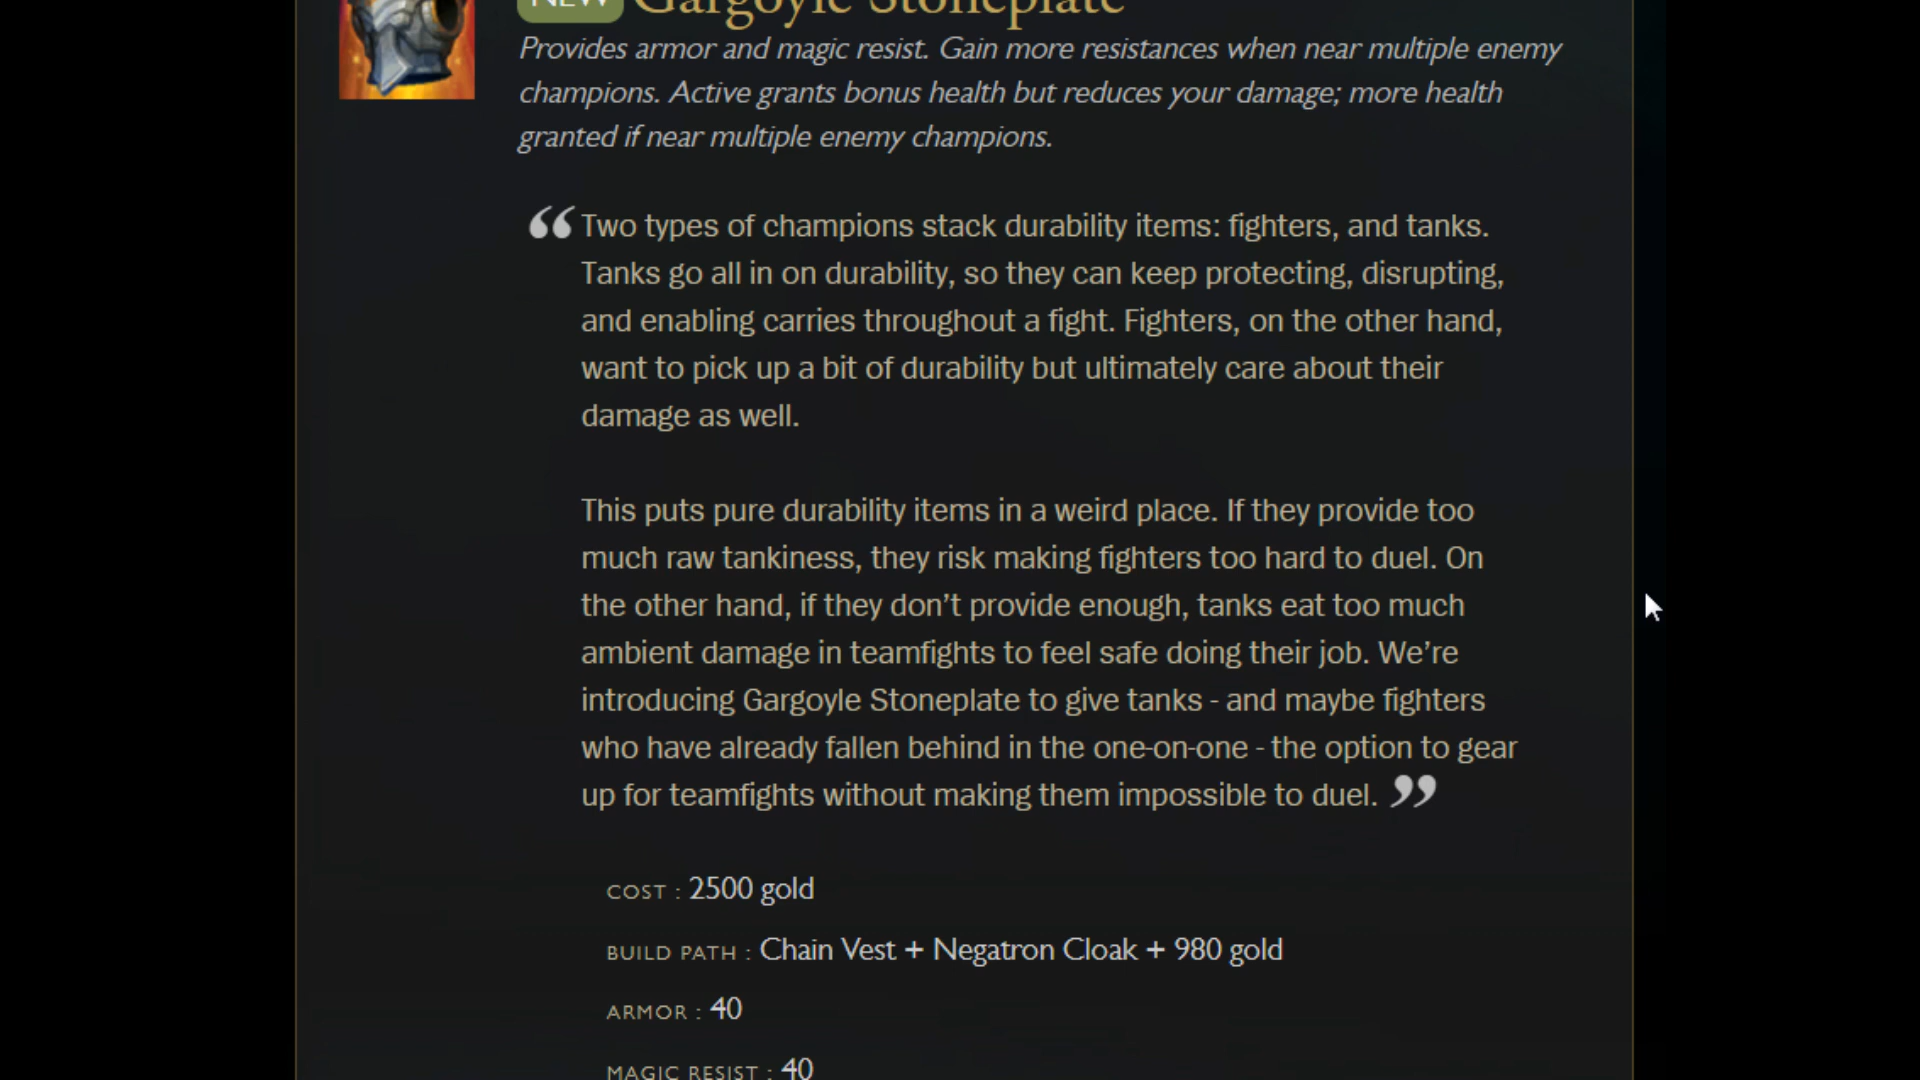 NEW Gargoyle Stoneplate
Provides armor and magic resist. Gain more resistances when near multiple enemy
champions. Active grants bonus health but reduces your damage; more health
granted if near multiple enemy champions.
“Two types of champions stack durability items: fighters, and tanks.
Tanks go all in on durability, so they can keep protecting, disrupting,
and enabling carries throughout a fight. Fighters, on the other hand,
want to pick up a bit of durability but ultimately care about their
damage as well.
This puts pure durability items in a weird place. If they provide too
much raw tankiness, they risk making fighters too hard to duel. On
the other hand, if they don’t provide enough, tanks eat too much
ambient damage in teamfights to feel safe doing their job. We’re
introducing Gargoyle Stoneplate to give tanks - and maybe fighters
who have already fallen behind in the one-on-one - the option to gear
up for teamfights without making them impossible to duel. ”
COST : 2500 gold
BUILD PATH : Chain Vest + Negatron Cloak + 980 gold
ARMOR : 40
MAGIC RESIST : 40